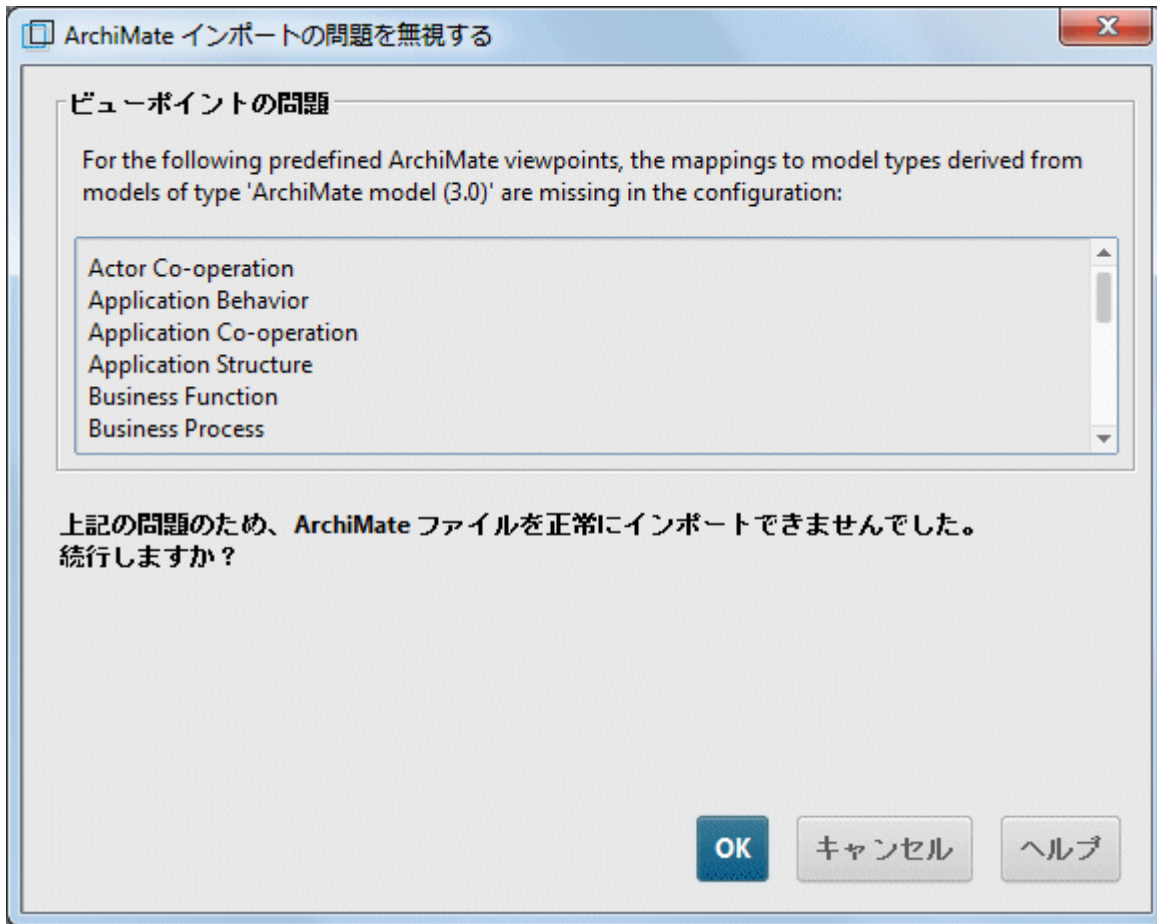 ArchiMate インポートの問題を無視する
ビューポイントの問題
For the following predefined ArchiMate viewpoints, the mappings to model types derived from
models of type 'ArchiMate model (3.0)' are missing in the configuration:
Actor Co-operation
Application Behavior
Application Co-operation
Application Structure
Business Function
Business Process
上記の問題のため、ArchiMate ファイルを正常にインポートできませんでした。
続行しますか？
OK キャンセル ヘルプ